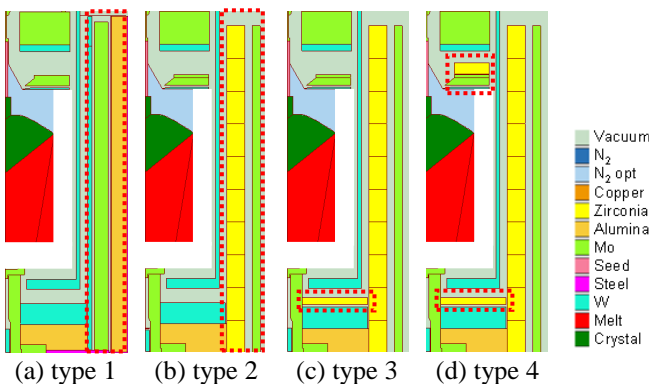 Vacuum
N2
N2 opt
Copper
Zirconia
Alumina
Mo
Seed
Steel
W
Melt
Crystal
(a) type 1 (b) type 2 (c) type 3 (d) type 4